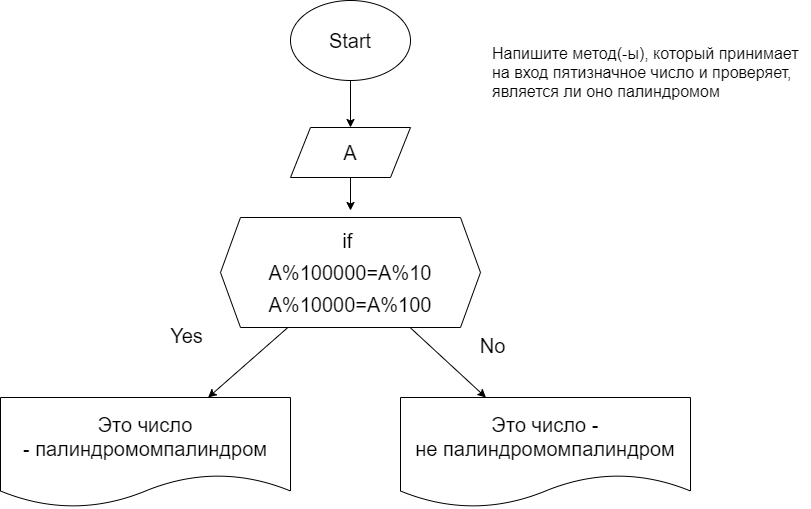 Start
Напишите метод(-ы), который принимает
на вход пятизначное число и проверяет,
является ли оно палиндромом
A
if
A%100000=A%10
A%10000=A%100
Yes
No
Это число
- палиндромомпалиндром
Это число -
не палиндромомпалиндром